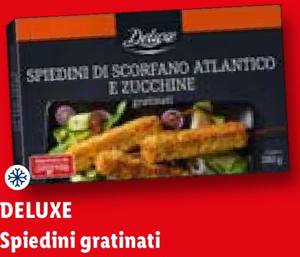 Deluxe
SPIEDINI DI SCORFANO ATLANTICO
E ZUCCHINE
gratinati
DELUXE
Spiedini gratinati